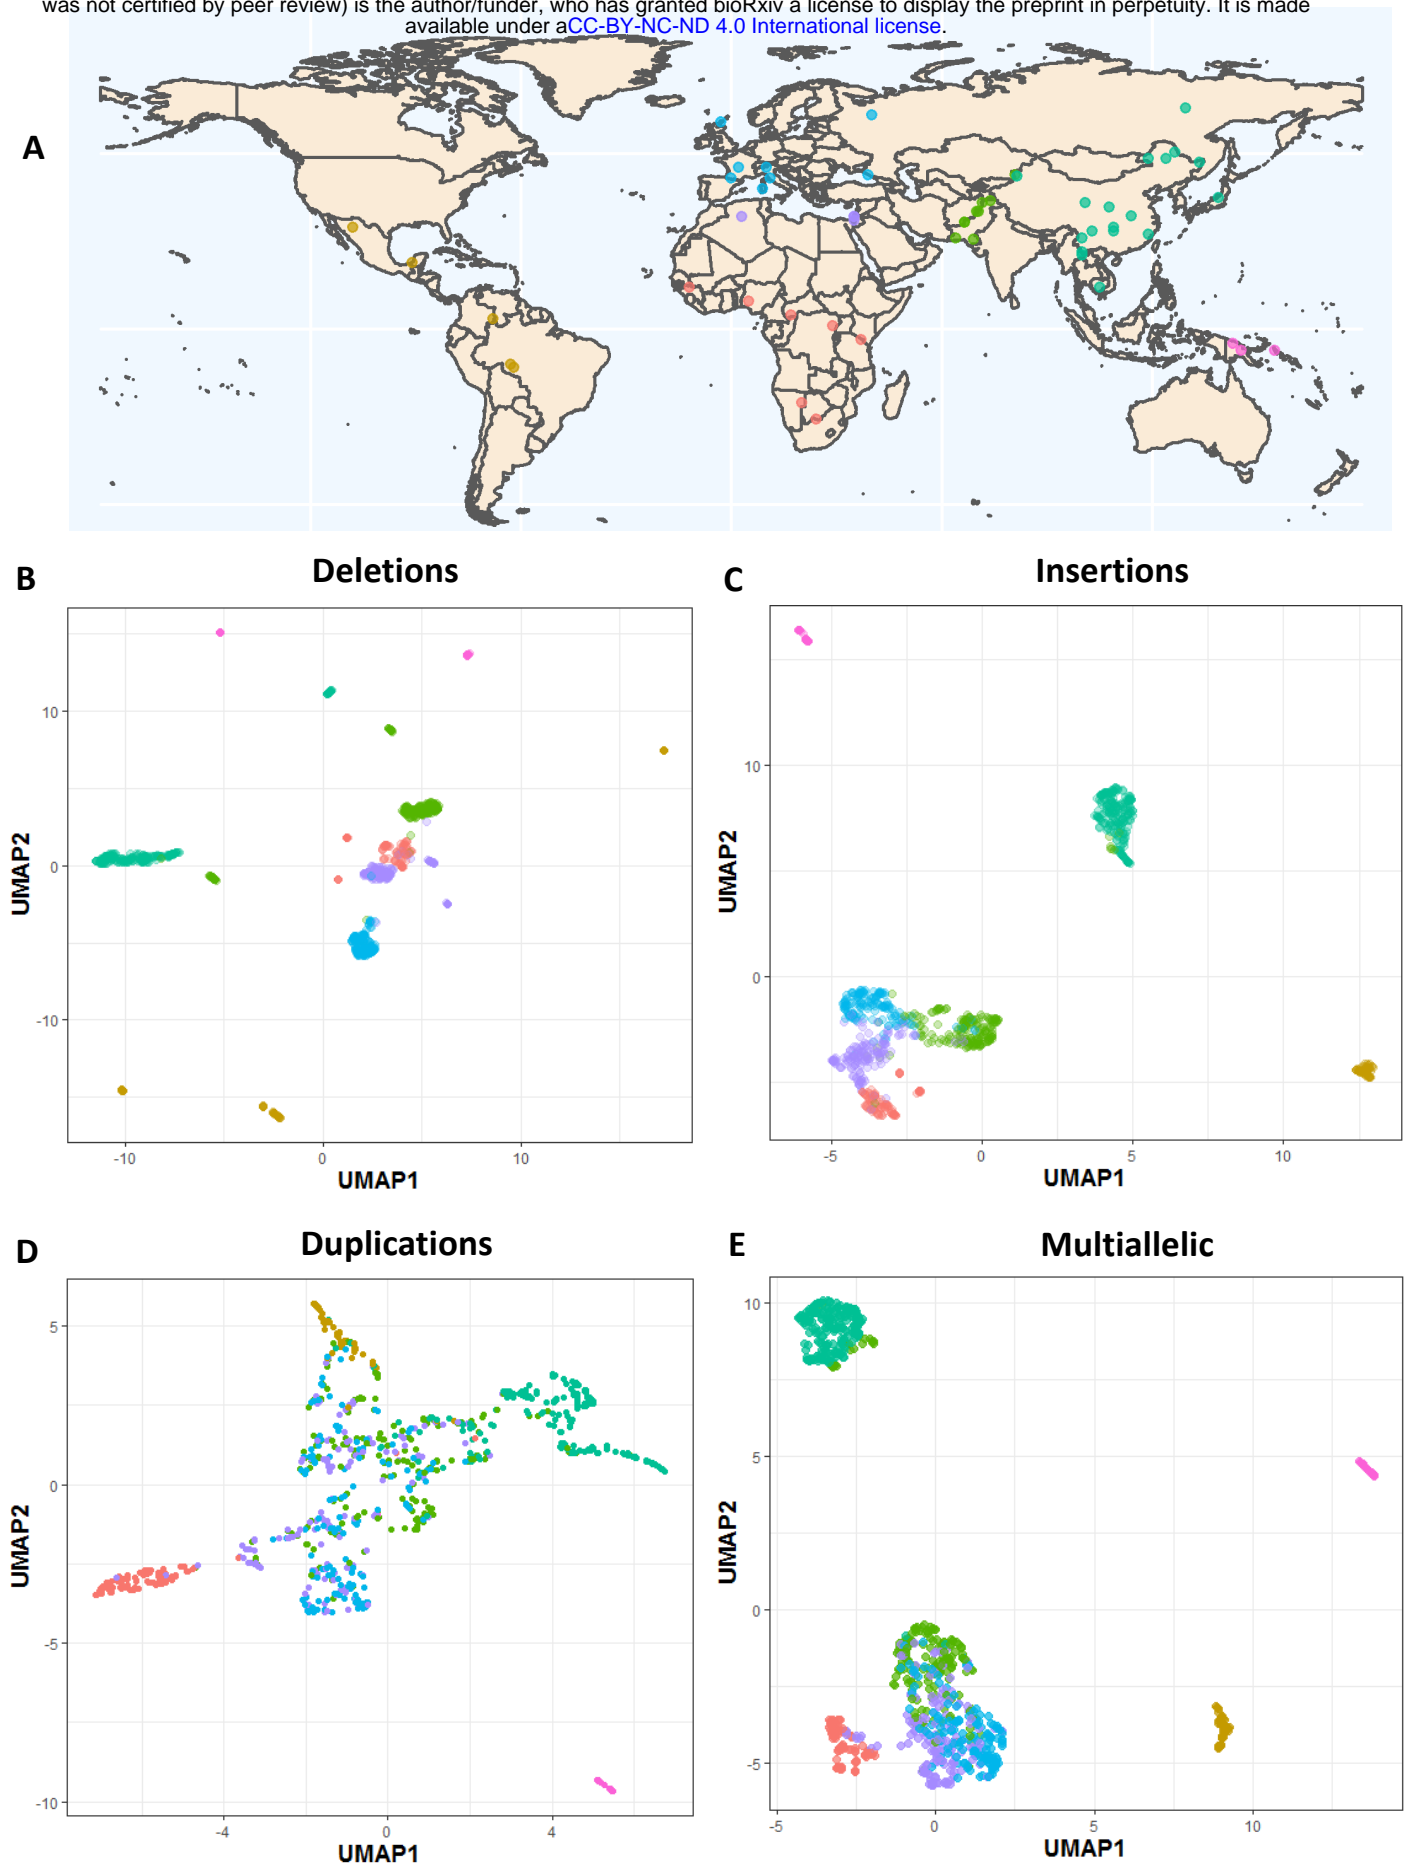 was not certified by peer review) is the author/funder, who has granted bioRxiv a license to display the preprint in perpetuity. It is made
available under aCC-BY-NC-ND 4.0 International license.
A
B
Deletions
10
0
-10
-10
0
10
UMAP2
UMAP1
C
Insertions
10
0
-5
0
5
10
UMAP2
UMAP1
D
Duplications
5
0
-5
-10
-4
0
4
UMAP2
UMAP1
E
Multiallelic
10
5
0
-5
-5
0
5
10
UMAP2
UMAP1